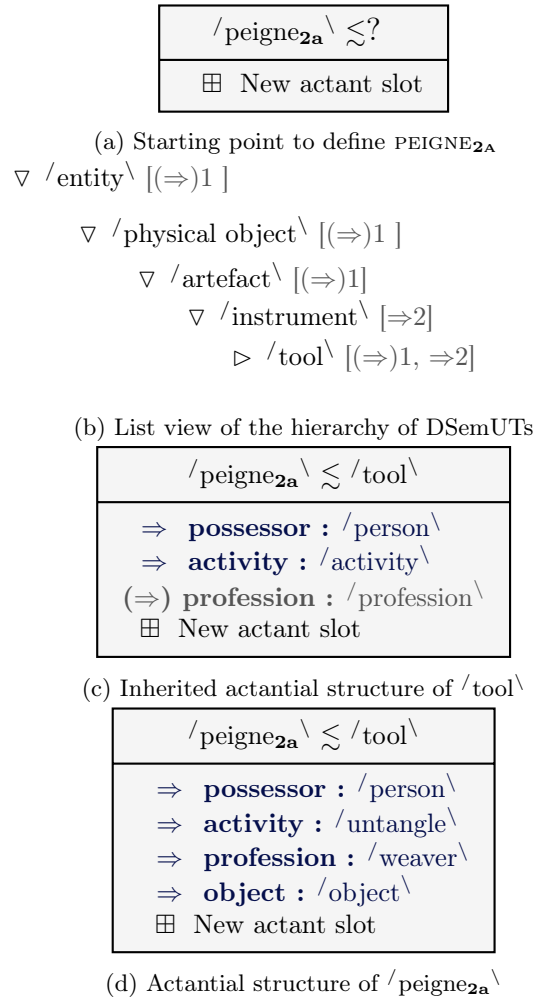 /peigne2a\ ≲?
⊞ New actant slot
(a) Starting point to define PEIGNE2A
▽ /entity\ [(⇒)1 ]
▽ /physical object\ [(⇒)1 ]
▽ /artefact\ [(⇒)1]
▽ /instrument\ [⇒2]
▷ /tool\ [(⇒)1, ⇒2]
(b) List view of the hierarchy of DSemUTs
/peigne2a\ ≲ /tool\
⇒ possessor : /person\
⇒ activity : /activity\
(⇒) profession : /profession\
⊞ New actant slot
(c) Inherited actantial structure of /tool\
/peigne2a\ ≲ /tool\
⇒ possessor : /person\
⇒ activity : /untangle\
⇒ profession : /weaver\
⇒ object : /object\
⊞ New actant slot
(d) Actantial structure of /peigne2a\